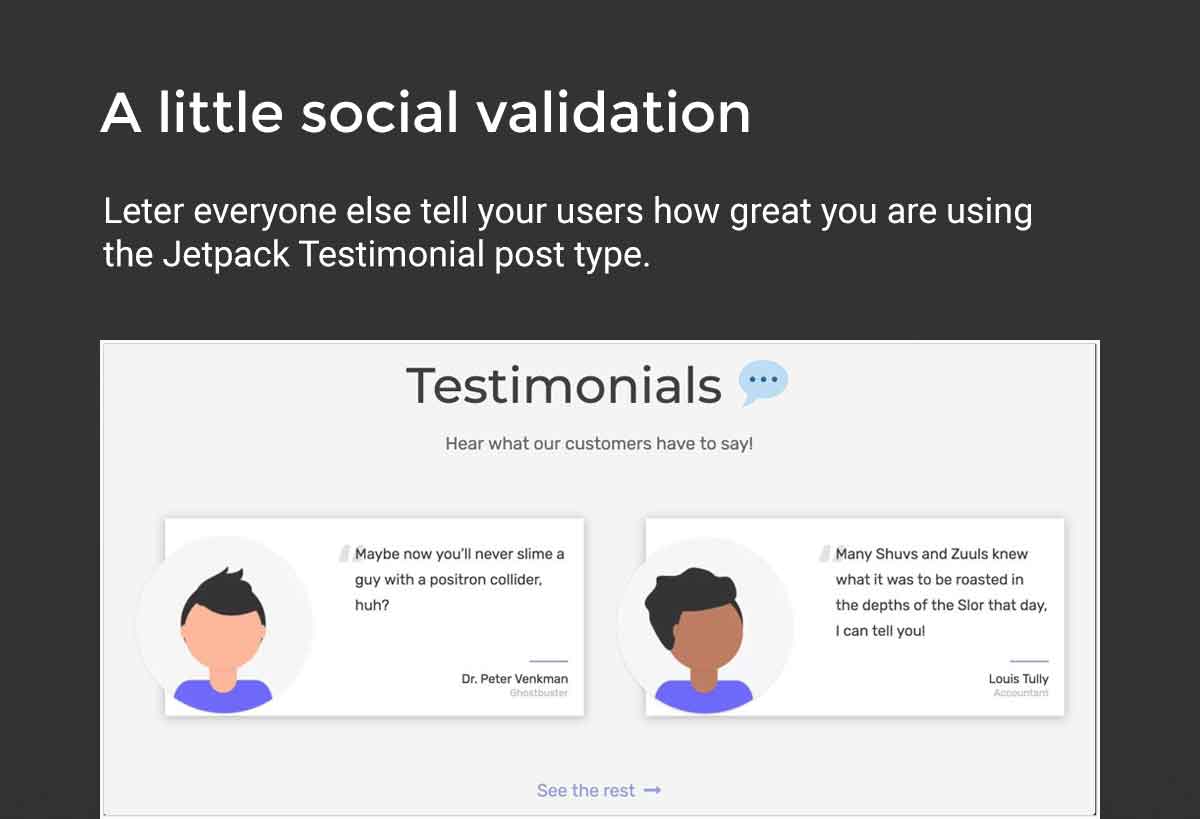 A little social validation
Leter everyone else tell your users how great you are using
the Jetpack Testimonial post type.
Testimonials
Hear what our customers have to say!
Maybe now you'll never slime a
guy with a positron collider,
huh?
Dr. Peter Venkman
Ghostbuster
Many Shuvs and Zuuls knew
what it was to be roasted in
the depths of the Slor that day,
I can tell you!
Louis Tully
Accountant
See the rest →